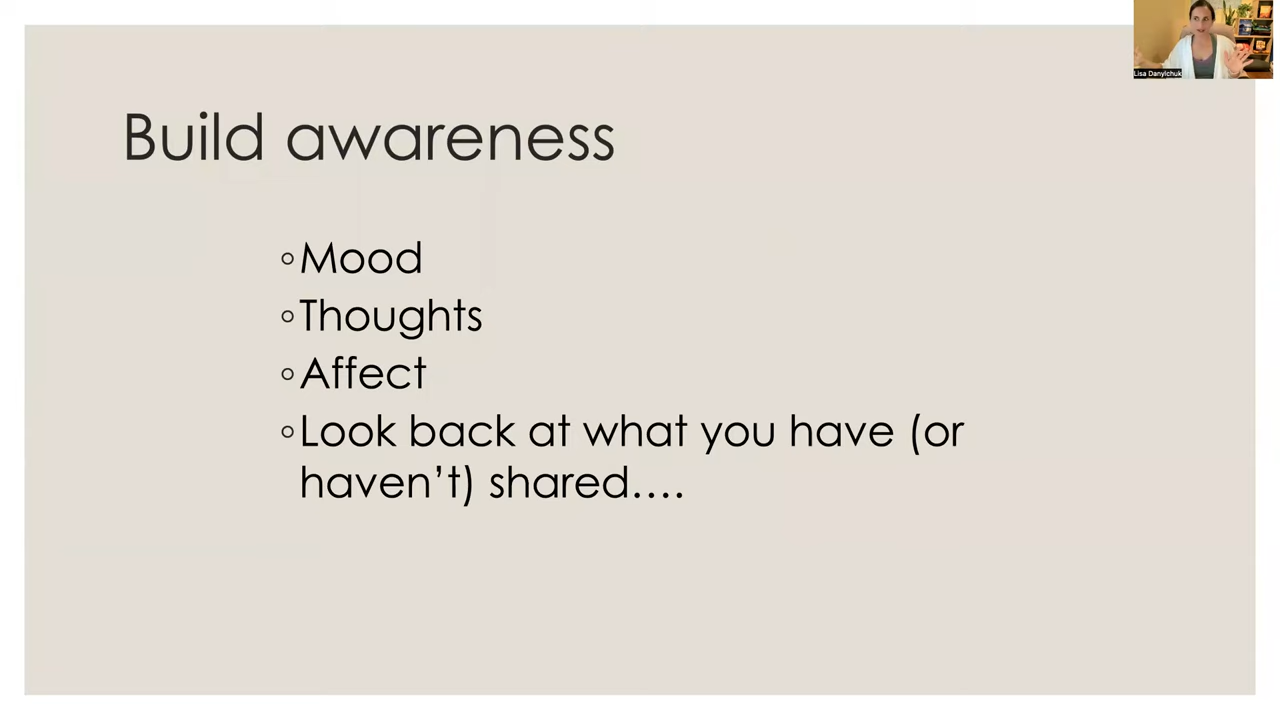 Lisa Danylchuk
Build awareness
◦Mood
◦Thoughts
◦Affect
◦Look back at what you have (or
haven’t) shared….